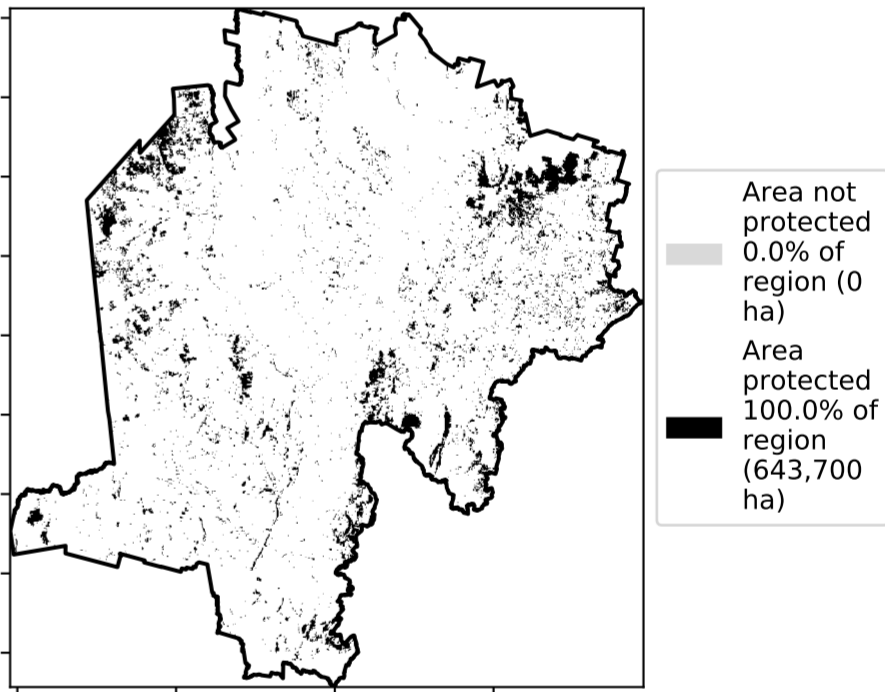 Area not
protected
0.0% of
region (0
ha)
Area
protected
100.0% of
region
(643,700
ha)